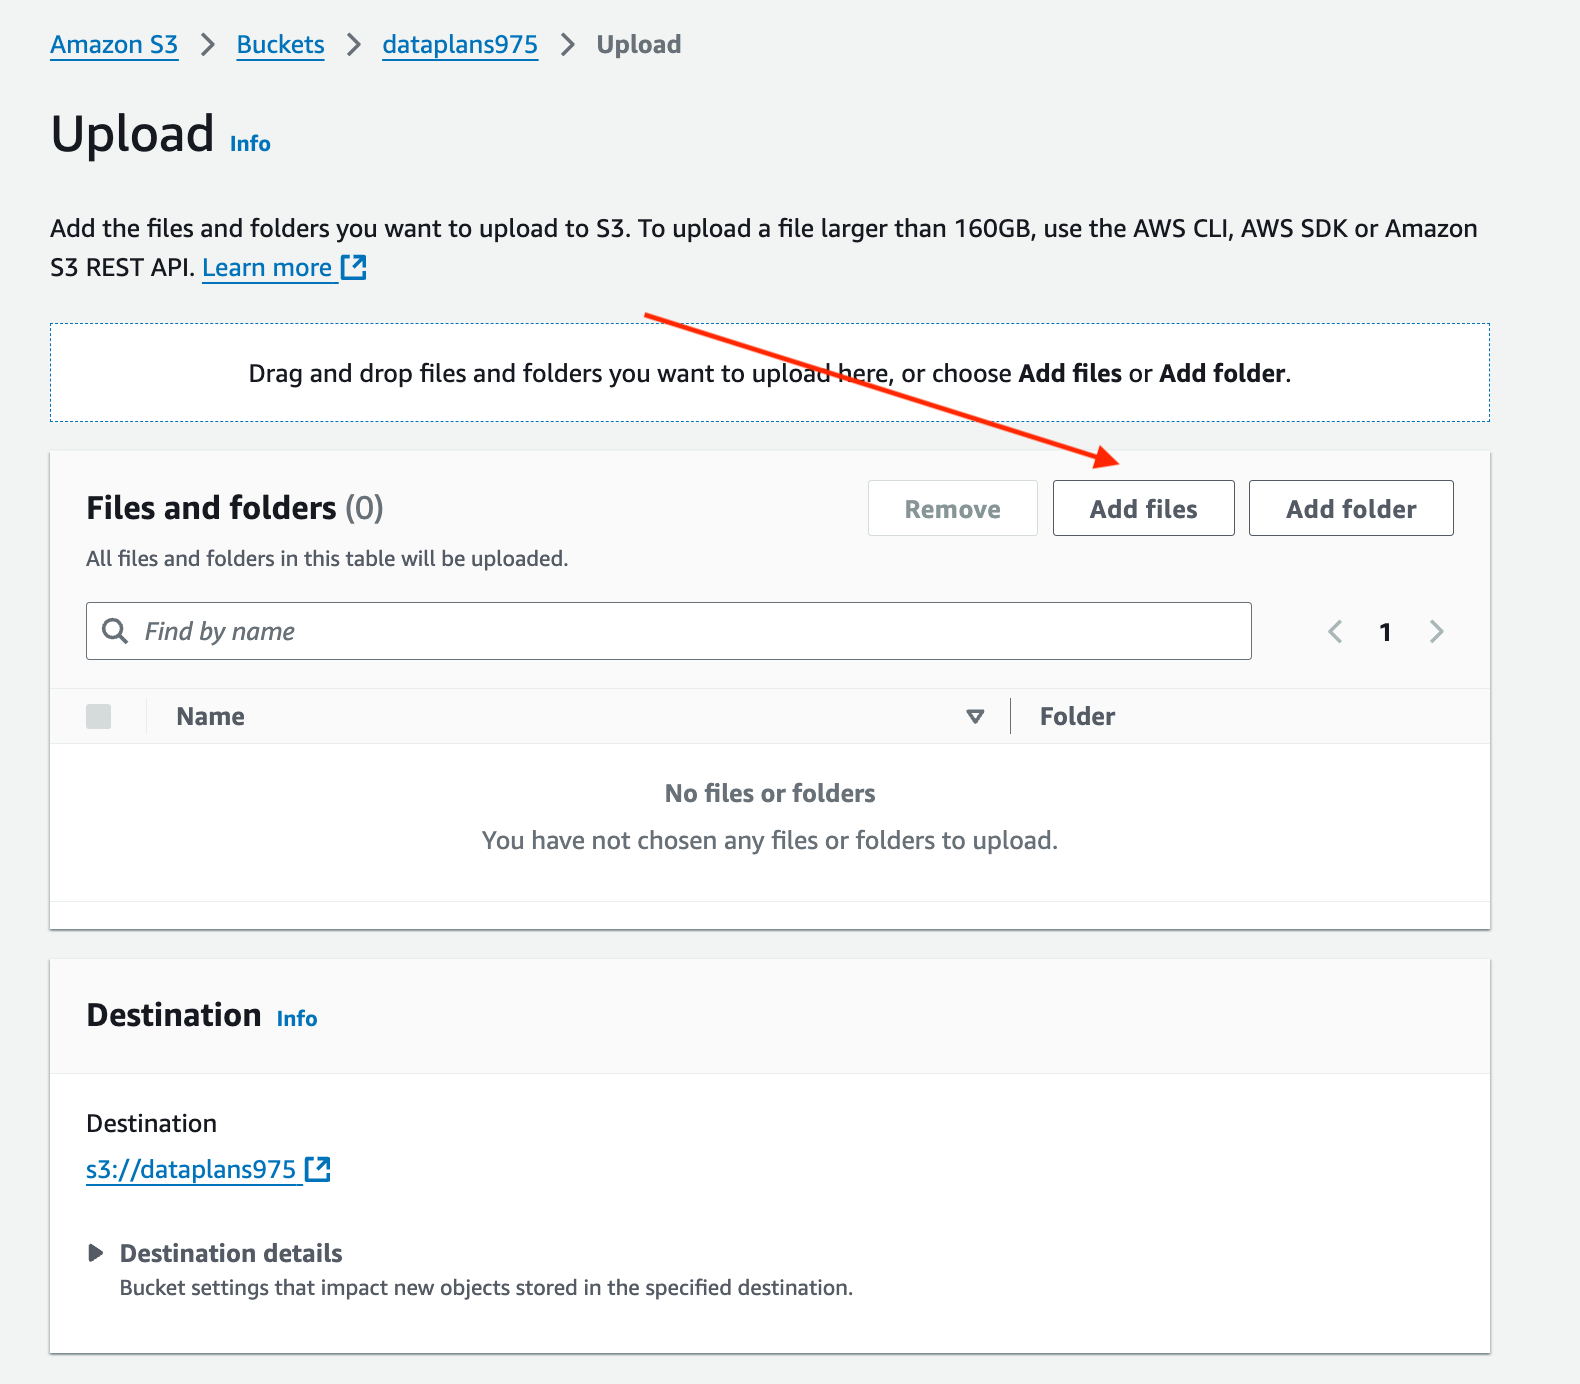 Amazon S3 > Buckets > dataplans975 > Upload
Upload Info
Add the files and folders you want to upload to S3. To upload a file larger than 160GB, use the AWS CLI, AWS SDK or Amazon
S3 REST API. Learn more
Drag and drop files and folders you want to upload here, or choose Add files or Add folder.
Files and folders (0)
Remove
Add files
Add folder
All files and folders in this table will be uploaded.
Find by name
1
Name
Folder
No files or folders
You have not chosen any files or folders to upload.
Destination Info
Destination
s3://dataplans975
Destination details
Bucket settings that impact new objects stored in the specified destination.